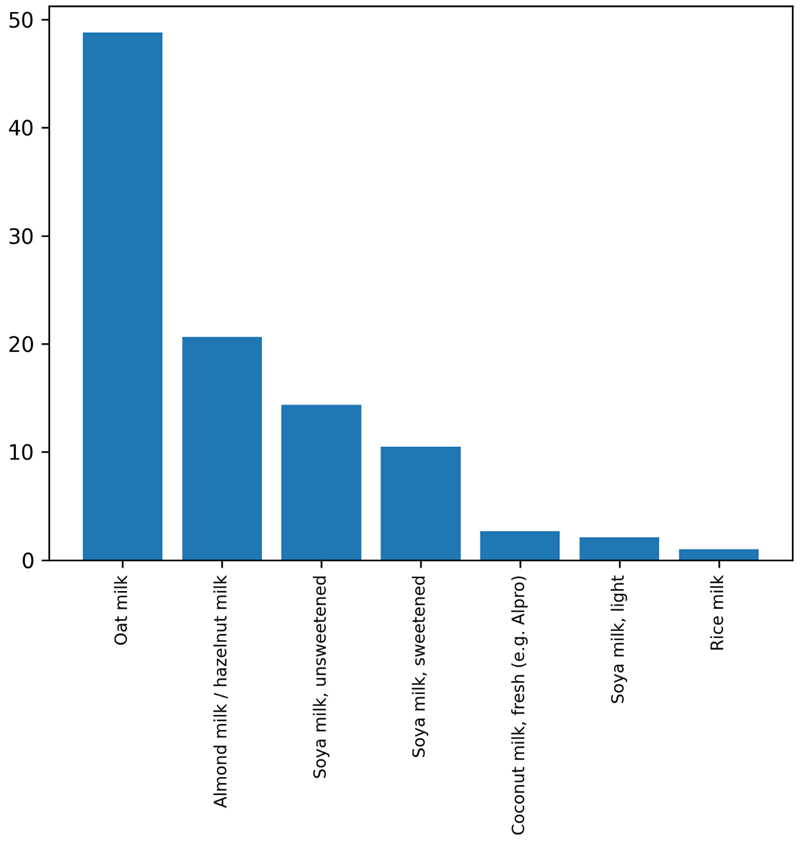 50
40
30
20
10
0
Oat milk
Almond milk / hazelnut milk
Soya milk, unsweetened
Soya milk, sweetened
Coconut milk, fresh (e.g. Alpro)
Soya milk, light
Rice milk